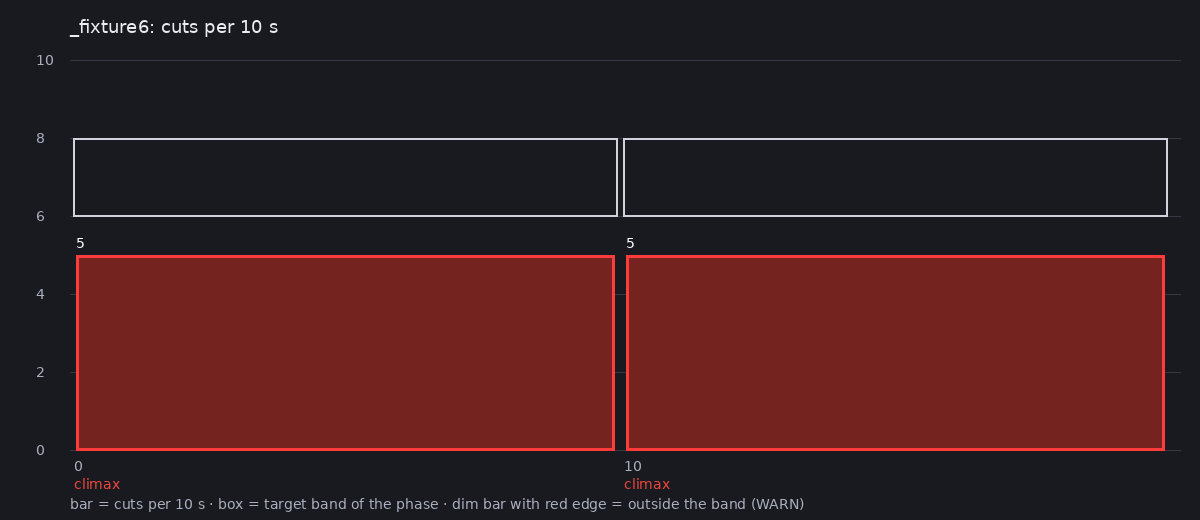 _fixture6: cuts per 10 s
10
8
6
5 5
4
2
0
0 10
climax climax
bar = cuts per 10 s · box = target band of the phase · dim bar with red edge = outside the band (WARN)